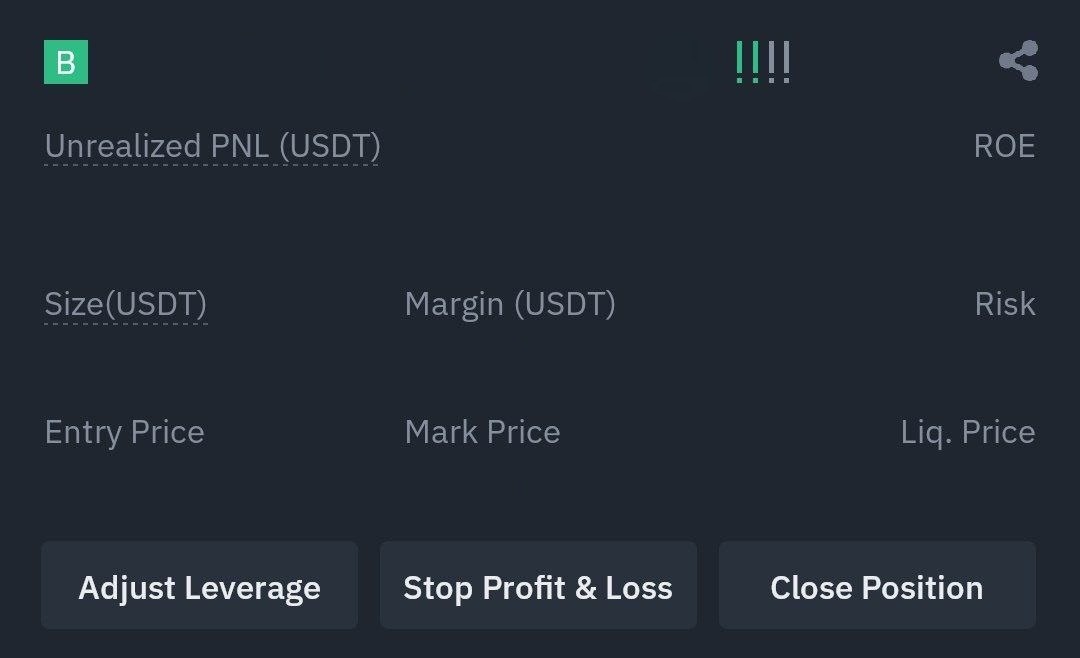 B !!!!
Unrealized PNL (USDT) ROE
Size(USDT) Margin (USDT) Risk
Entry Price Mark Price Liq. Price
Adjust Leverage Stop Profit & Loss Close Position